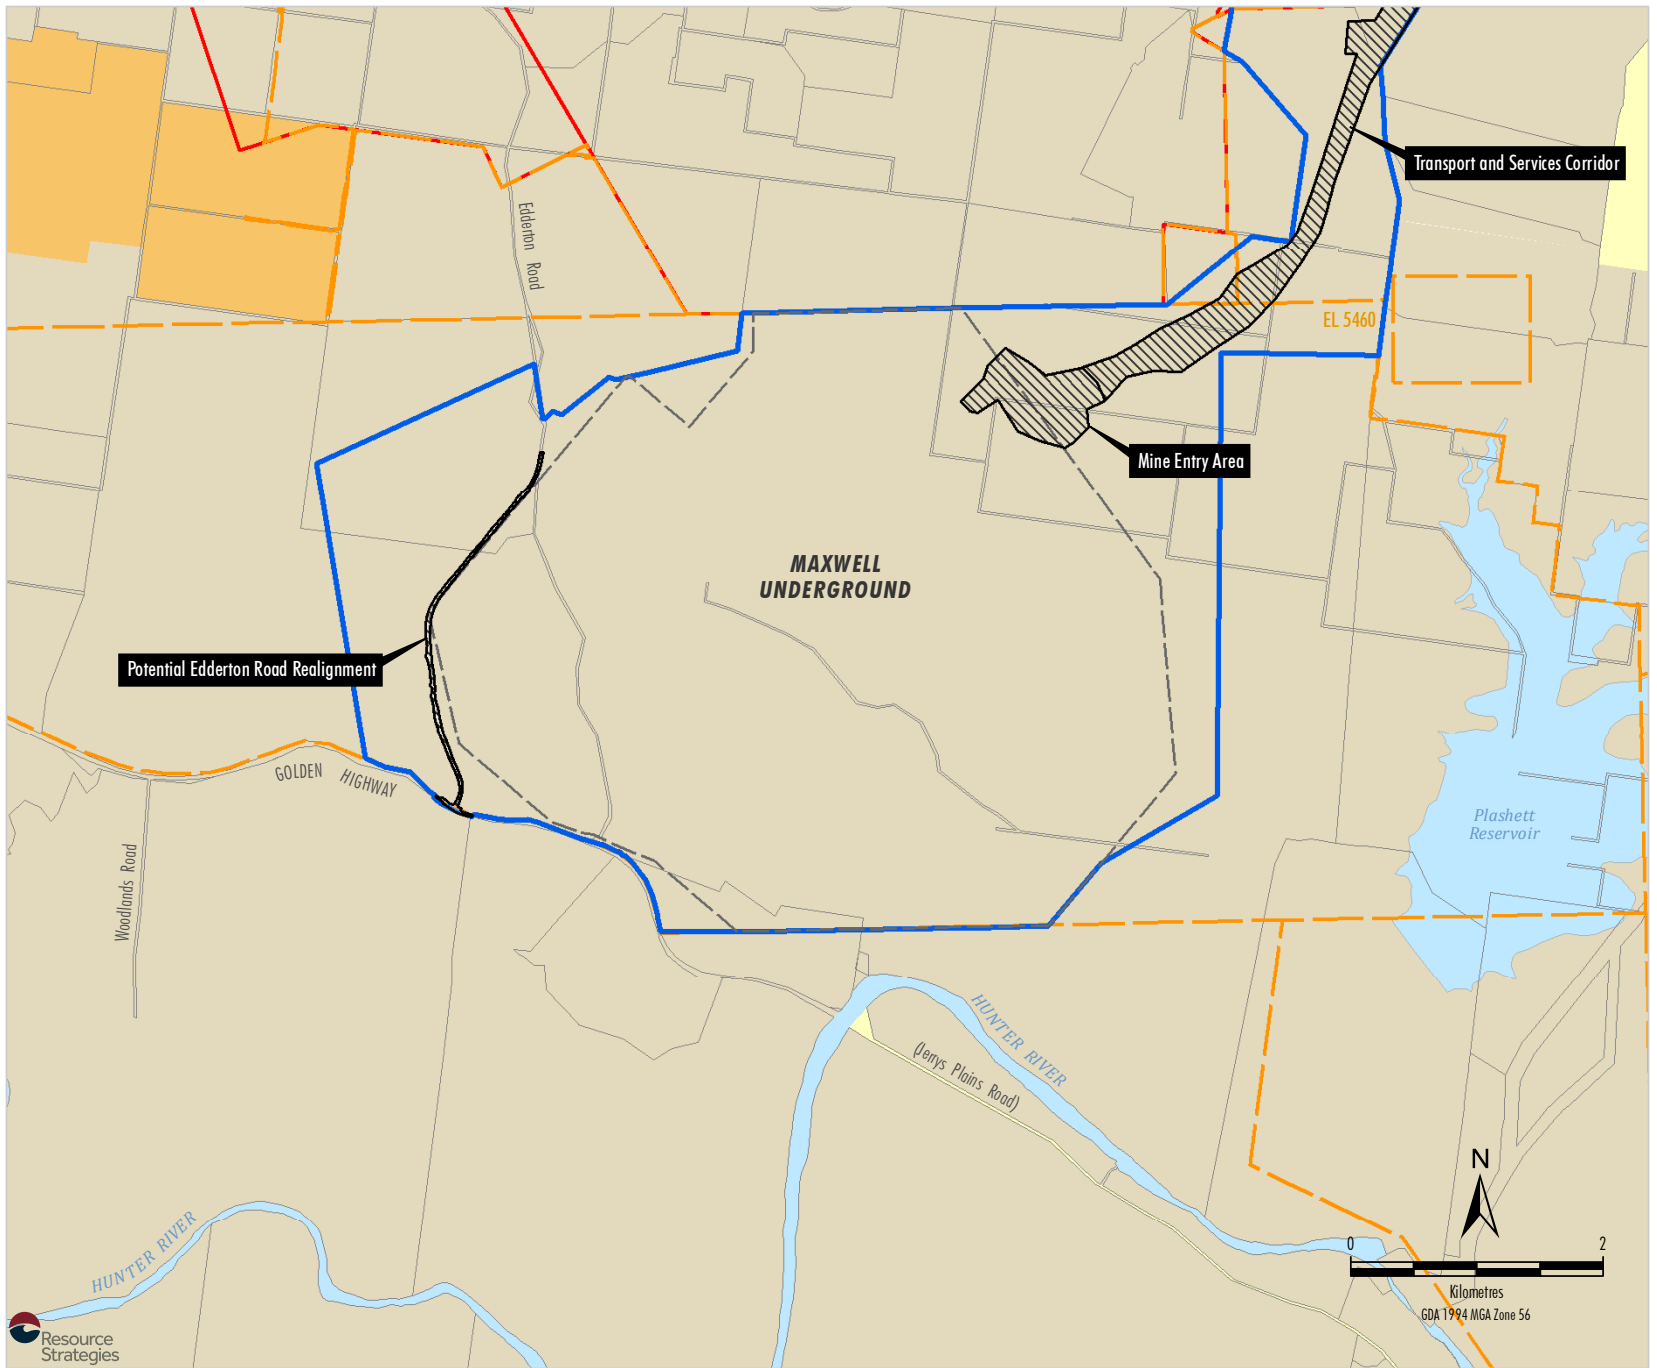 Transport and Services Corridor
Edderton Road
EL 5460
Mine Entry Area
MAXWELL
UNDERGROUND
Potential Edderton Road Realignment
GOLDEN HIGHWAY
Plashett
Reservoir
Woodlands Road
HUNTER RIVER
(Jerrys Plains Road)
N
HUNTER RIVER
0 2
Kilometres
GDA 1994 MGA Zone 56
Resource
Strategies